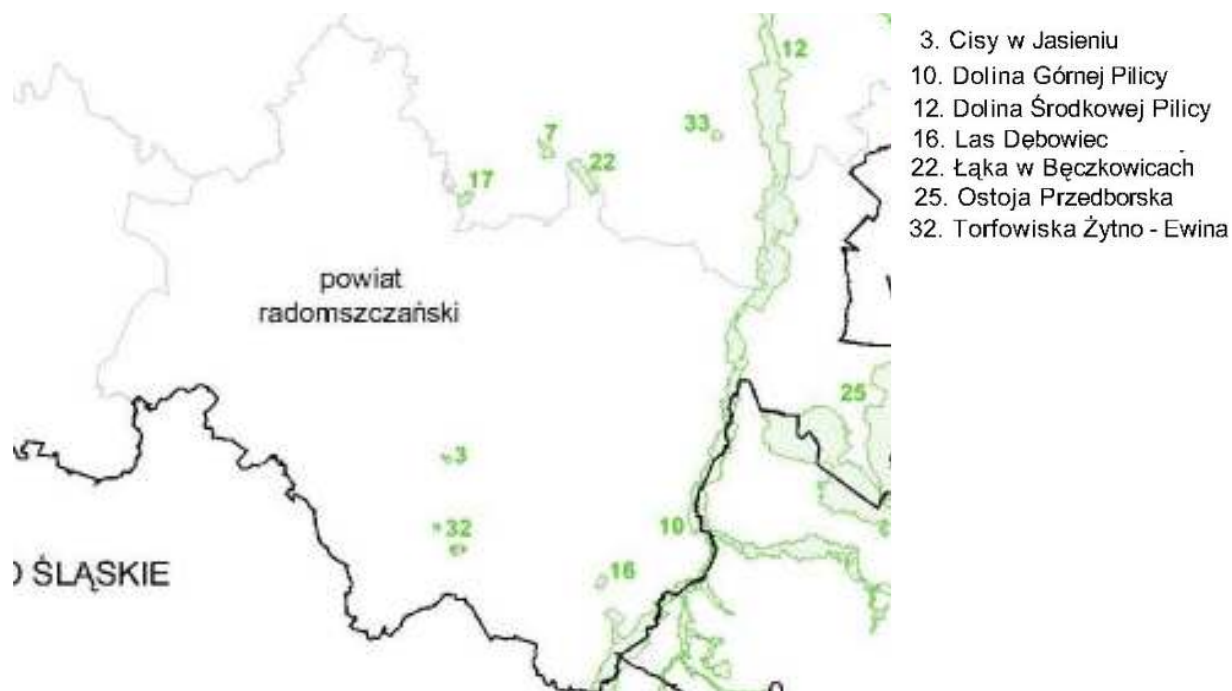 12
33
7
22
17
powiat
radomszczański
25
3
32
10
16
O ŚLĄSKIE
3. Cisy w Jasieniu
10. Dolina Górnej Pilicy
12. Dolina Środkowej Pilicy
16. Las Dębowiec
22. Łąka w Bęczkowicach
25. Ostoja Przedborska
32. Torfowiska Żytno - Ewina